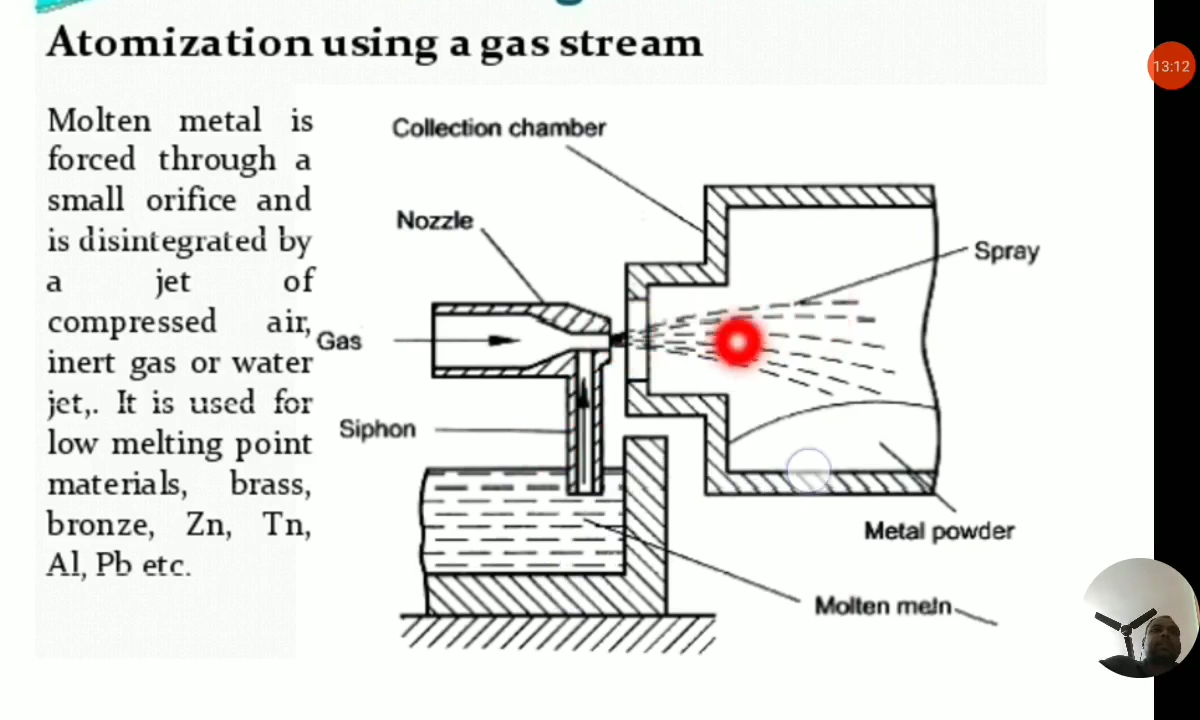 Atomization using a gas stream
Molten metal is
forced through a
small orifice and
is disintegrated by
a jet of
compressed air,
inert gas or water
jet,. It is used for
low melting point
materials, brass,
bronze, Zn, Tn,
Al, Pb etc.
Collection chamber
Nozzle
Spray
Gas
Siphon
Metal powder
Molten
13:12